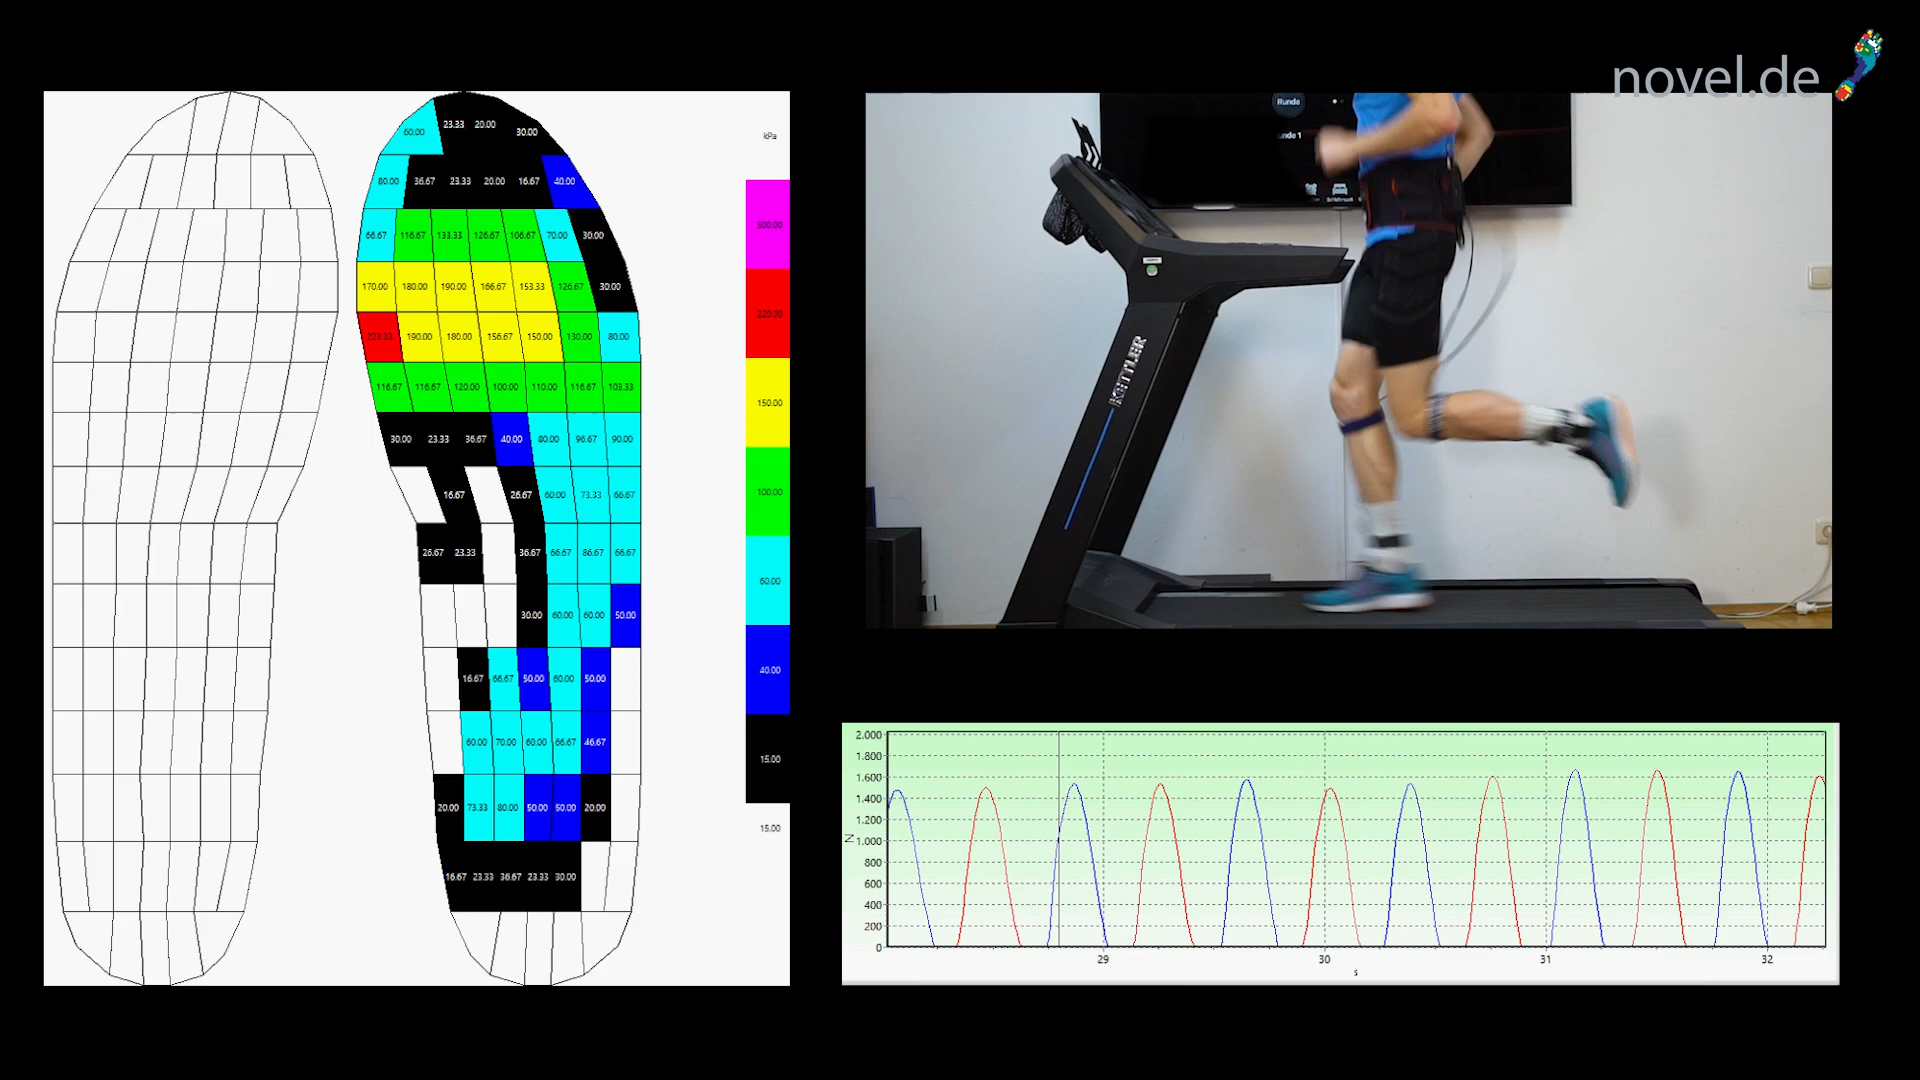 novel.de
Runde
unde 1
KETTLER
60.00 23.33 20.00 30.00
80.00 36.67 23.33 20.00 16.67 40.00
66.67 116.67 133.33 126.67 106.67 70.00 30.00
170.00 180.00 190.00 166.67 153.33 126.67 30.00
223.33 190.00 180.00 156.67 150.00 130.00 80.00
116.67 116.67 120.00 100.00 110.00 116.67 103.33
30.00 23.33 36.67 40.00 80.00 96.67 90.00
16.67 26.67 60.00 73.33 66.67
26.67 23.33 36.67 66.67 86.67 66.67
30.00 60.00 60.00 50.00
16.67 66.67 50.00 60.00 50.00
60.00 70.00 60.00 66.67 46.67
20.00 73.33 80.00 50.00 50.00 20.00
16.67 23.33 36.67 23.33 30.00
kPa
300.00
220.00
150.00
100.00
60.00
40.00
15.00
15.00
2.000
1.800
1.600
1.400
1.200
1.000
800
600
400
200
0
N
29 30 31 32
s